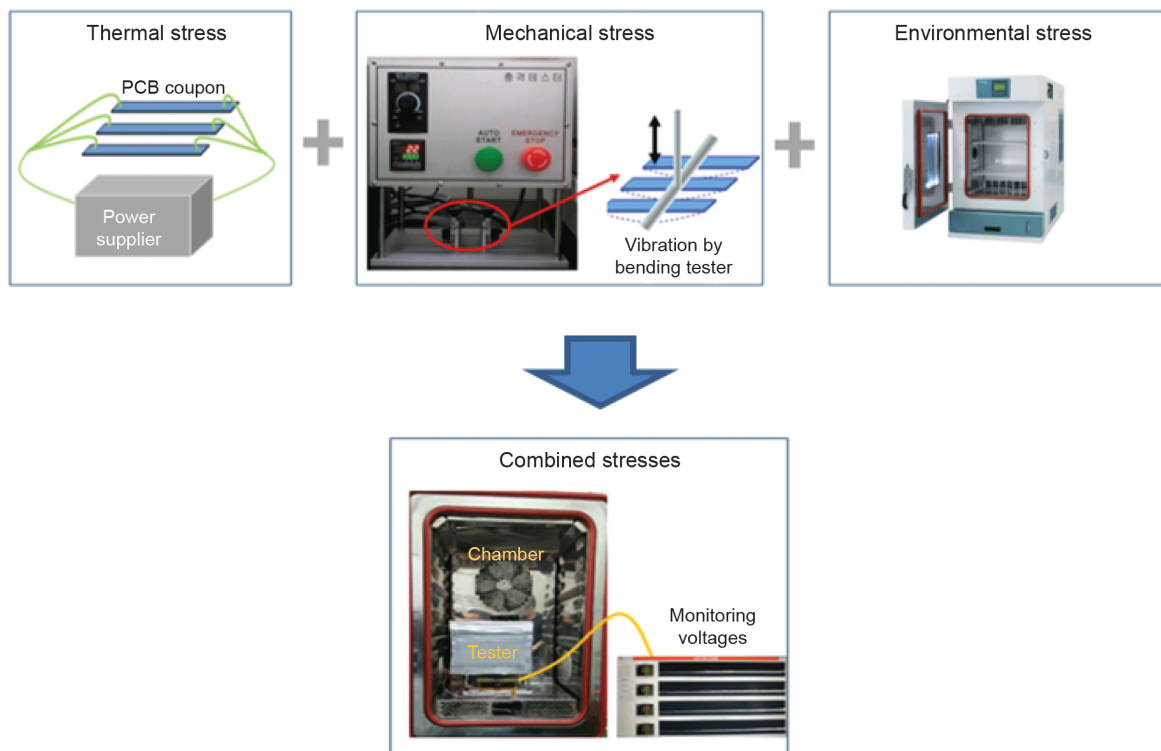 Thermal stress
PCB coupon
Power
supplier
Mechanical stress
충격테스터
AUTO
START
EMERGENCY
STOP
22
Vibration by
bending tester
Environmental stress
Combined stresses
Chamber
Tester
Monitoring
voltages